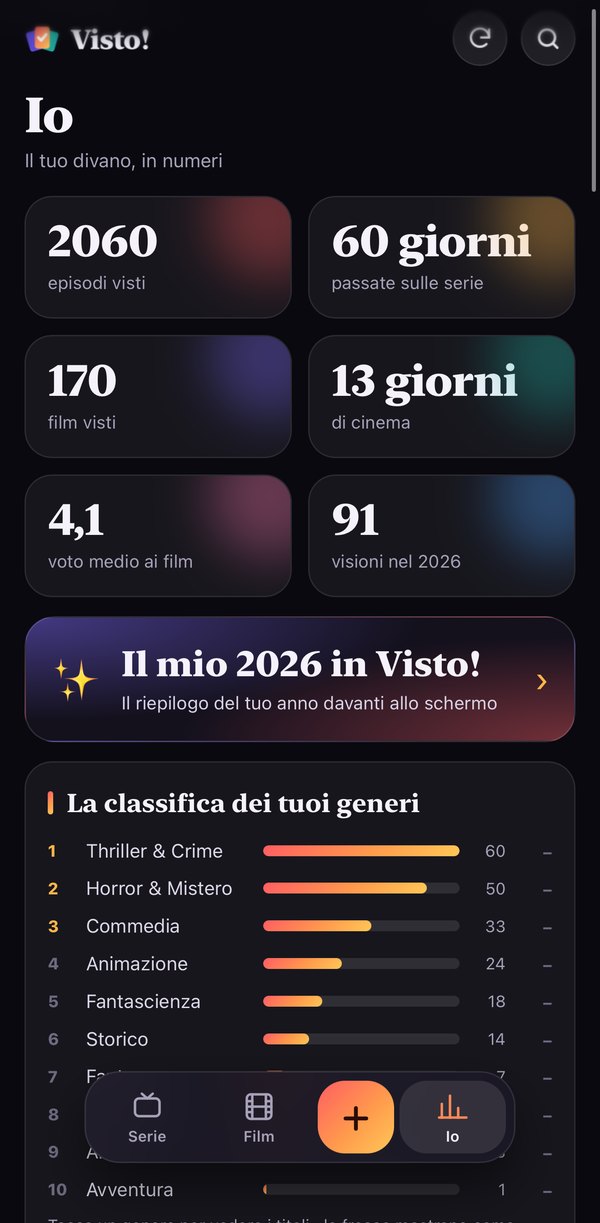 Visto!
Io
Il tuo divano, in numeri
2060
episodi visti
60 giorni
passate sulle serie
170
film visti
13 giorni
di cinema
4,1
voto medio ai film
91
visioni nel 2026
Il mio 2026 in Visto!
Il riepilogo del tuo anno davanti allo schermo
›
La classifica dei tuoi generi
1 Thriller & Crime 60 –
2 Horror & Mistero 50 –
3 Commedia 33 –
4 Animazione 24 –
5 Fantascienza 18 –
6 Storico 14 –
7 7 –
8 –
9 –
Serie
Film
+
Io
10 Avventura 1 –